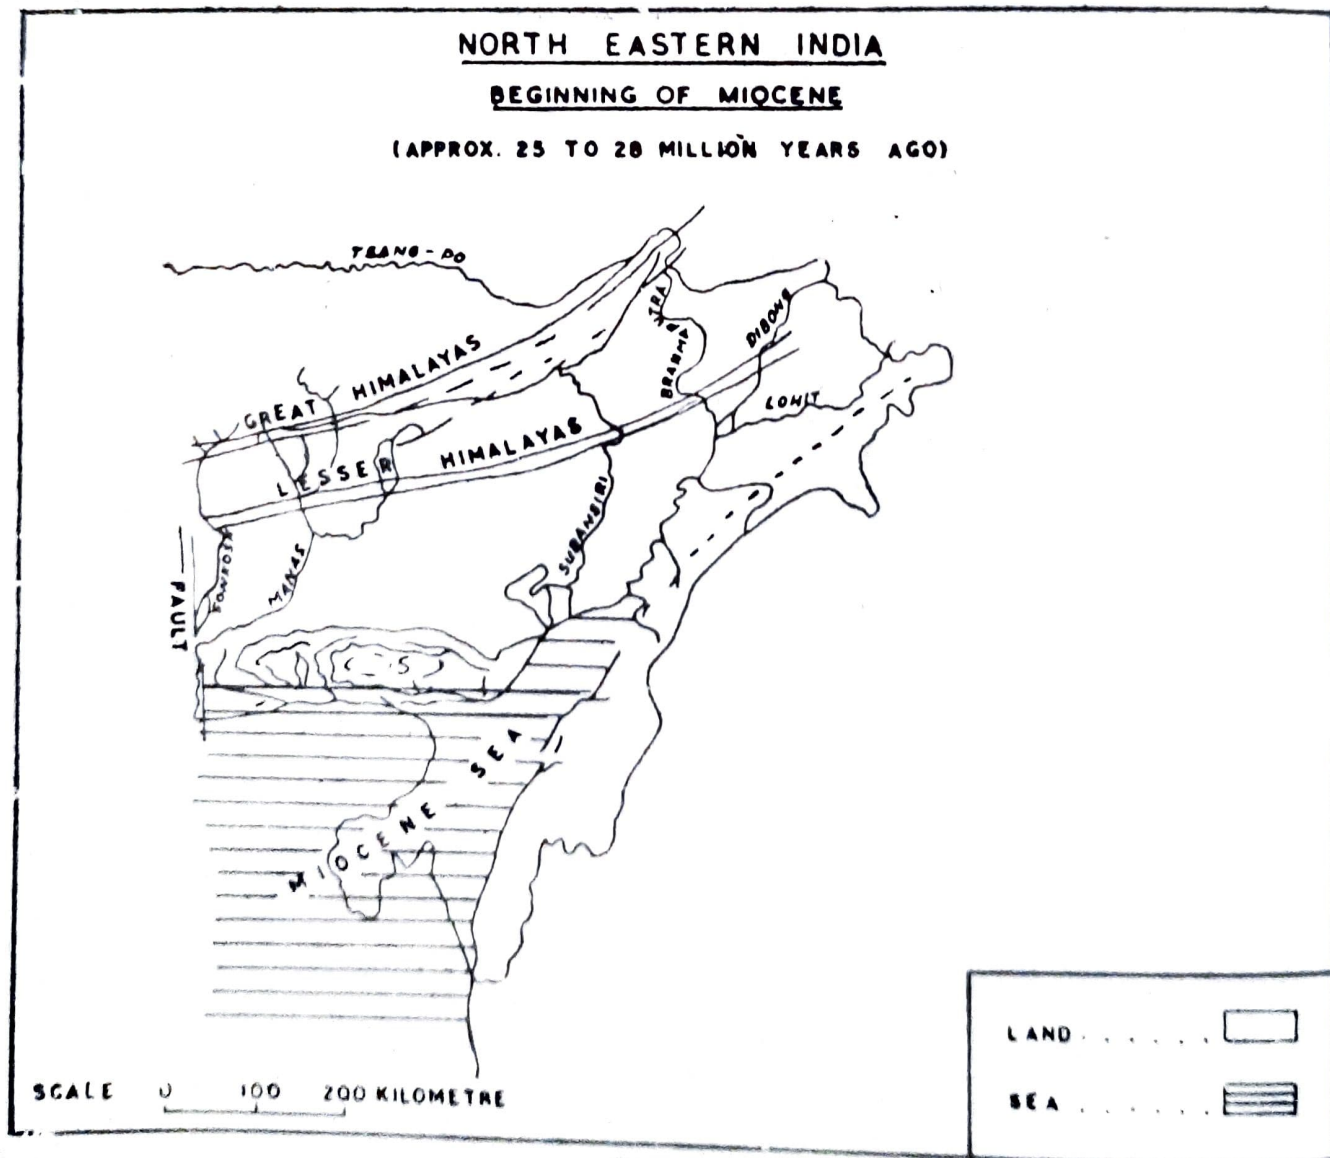 NORTH EASTERN INDIA
BEGINNING OF MIOCENE
(APPROX. 25 TO 28 MILLION YEARS AGO)
TSANG-PO
GREAT HIMALAYAS
LESSER HIMALAYAS
BRAHMAPUTRA
DIBONG
LOHIT
SUBANSIRI
MANAS
FAULT
MIOCENE SEA
LAND
SEA
SCALE 0 100 200 KILOMETRE